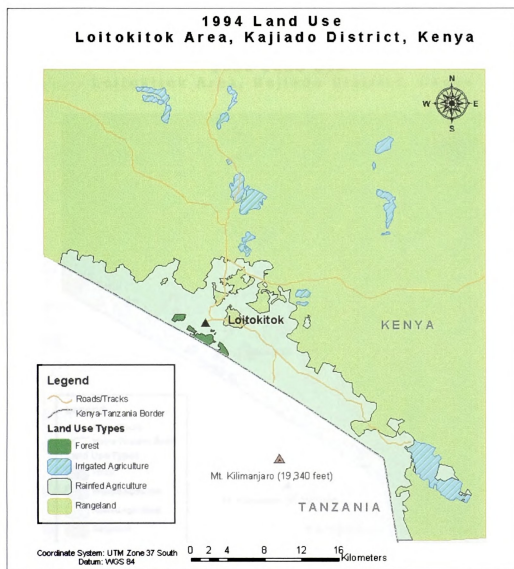 1994 Land Use
Loitokitok Area, Kajiado District, Kenya
N
W
E
S
Loitokitok
KENYA
Legend
Roads/Tracks
Kenya-Tanzania Border
Land Use Types
Forest
Irrigated Agriculture
Rainfed Agriculture
Rangeland
Mt. Kilimanjaro (19,340 feet)
TANZANIA
Coordinate System: UTM Zone 37 South
Datum: WGS 84
0 2 4 8 12 16
Kilometers